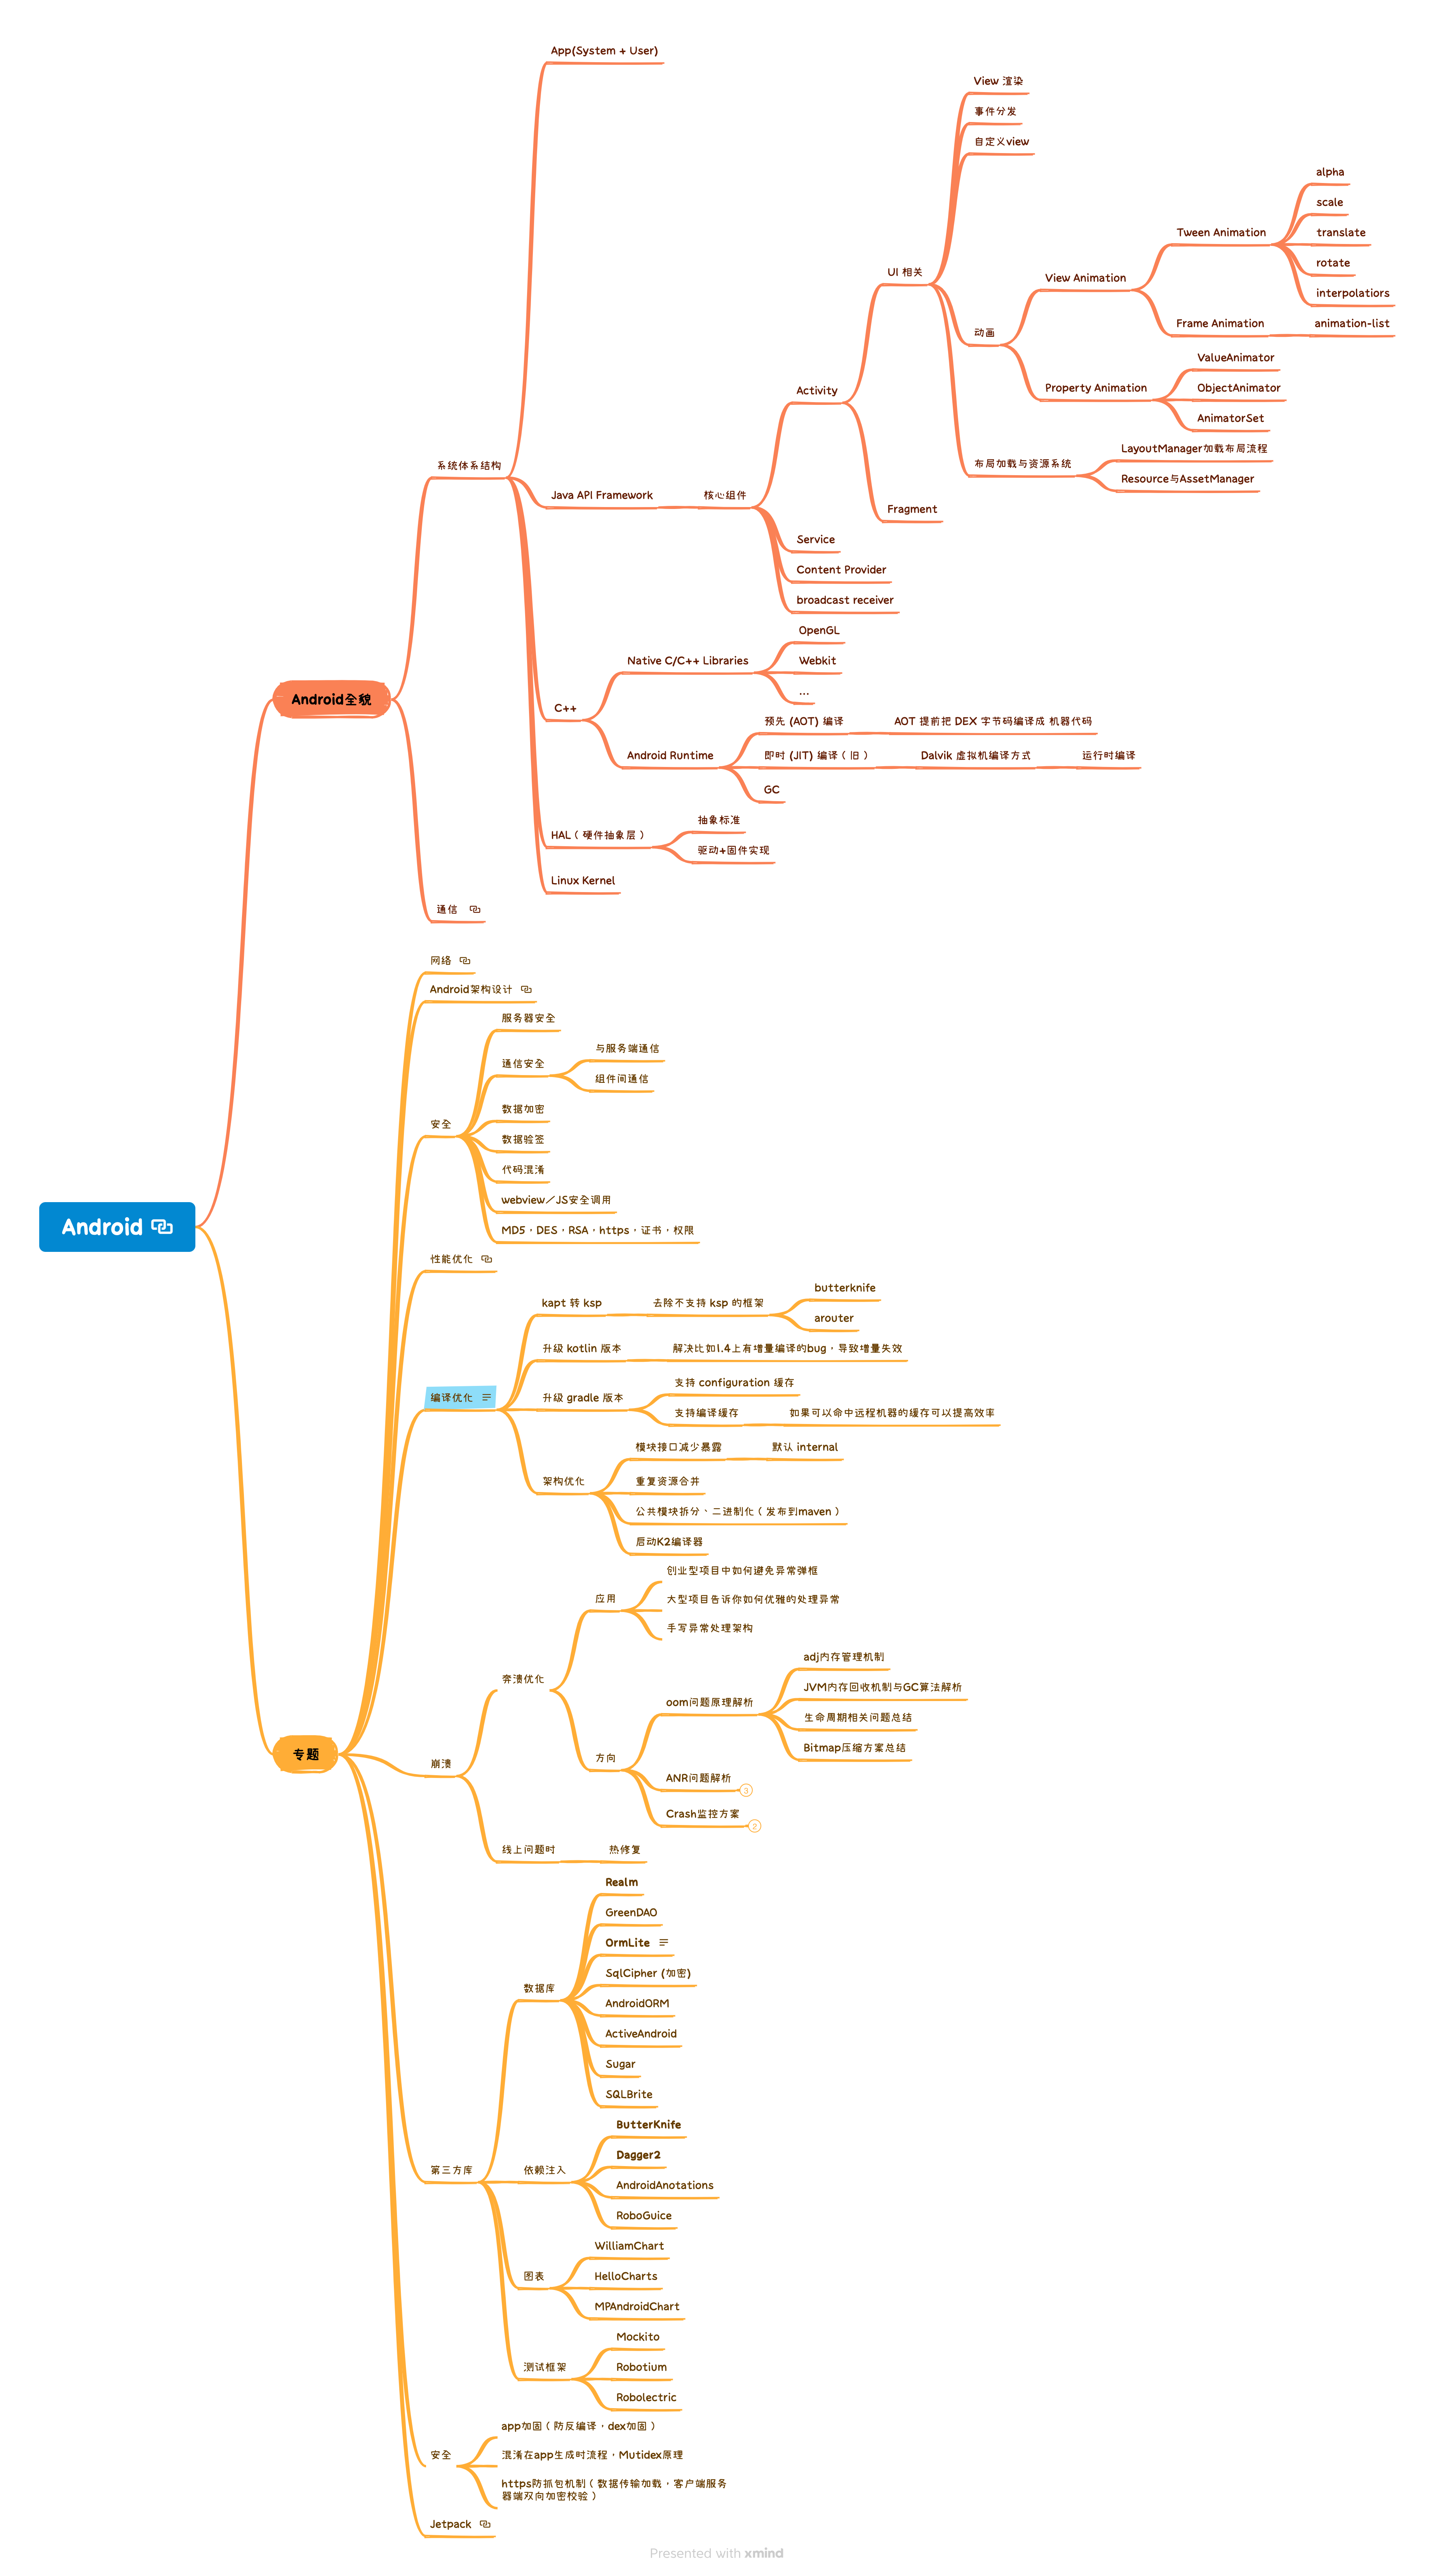 App(System + User)
View 渲染
事件分发
自定义view
alpha
scale
Tween Animation
translate
rotate
UI 相关
View Animation
interpolatiors
Frame Animation
animation-list
动画
ValueAnimator
Activity
Property Animation
ObjectAnimator
AnimatorSet
LayoutManager加载布局流程
系统体系结构
布局加载与资源系统
Resource与AssetManager
Java API Framework
核心组件
Fragment
Service
Content Provider
broadcast receiver
OpenGL
Native C/C++ Libraries
Webkit
...
Android全貌
C++
预先 (AOT) 编译
AOT 提前把 DEX 字节码编译成 机器代码
Android Runtime
即时 (JIT) 编译（旧）
Dalvik 虚拟机编译方式
运行时编译
GC
抽象标准
HAL（硬件抽象层）
驱动+固件实现
Linux Kernel
通信
网络
Android架构设计
服务器安全
与服务端通信
通信安全
组件间通信
数据加密
安全
数据验签
代码混淆
webview／JS安全调用
Android
MD5，DES，RSA，https，证书，权限
性能优化
butterknife
kapt 转 ksp
去除不支持 ksp 的框架
arouter
升级 kotlin 版本
解决比如1.4上有增量编译的bug，导致增量失效
支持 configuration 缓存
编译优化
升级 gradle 版本
支持编译缓存
如果可以命中远程机器的缓存可以提高效率
模块接口减少暴露
默认 internal
架构优化
重复资源合并
公共模块拆分、二进制化（发布到maven）
启动K2编译器
创业型项目中如何避免异常弹框
应用
大型项目告诉你如何优雅的处理异常
手写异常处理架构
adj内存管理机制
奔溃优化
JVM内存回收机制与GC算法解析
oom问题原理解析
生命周期相关问题总结
Bitmap压缩方案总结
专题
方向
崩溃
ANR问题解析
3
Crash监控方案
2
线上问题时
热修复
Realm
GreenDAO
OrmLite
SqlCipher (加密)
数据库
AndroidORM
ActiveAndroid
Sugar
SQLBrite
ButterKnife
Dagger2
第三方库
依赖注入
AndroidAnotations
RoboGuice
WilliamChart
图表
HelloCharts
MPAndroidChart
Mockito
测试框架
Robotium
Robolectric
app加固（防反编译，dex加固）
安全
混淆在app生成时流程，Mutidex原理
https防抓包机制（数据传输加载，客户端服务
器端双向加密校验）
Jetpack
Presented with xmind